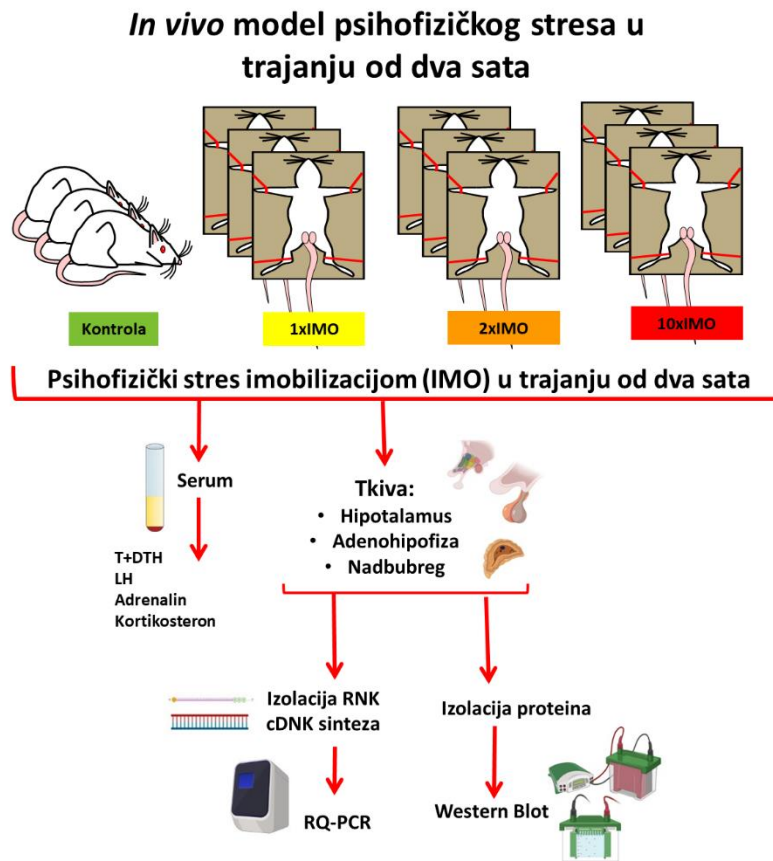 In vivo model psihofizičkog stresa u
trajanju od dva sata
Kontrola
1xIMO
2xIMO
10xIMO
Psihofizički stres imobilizacijom (IMO) u trajanju od dva sata
Serum
T+DTH
LH
Adrenalin
Kortikosteron
Tkiva:
• Hipotalamus
• Adenohipofiza
• Nadbubreg
Izolacija RNK
cDNK sinteza
RQ-PCR
Izolacija proteina
Western Blot